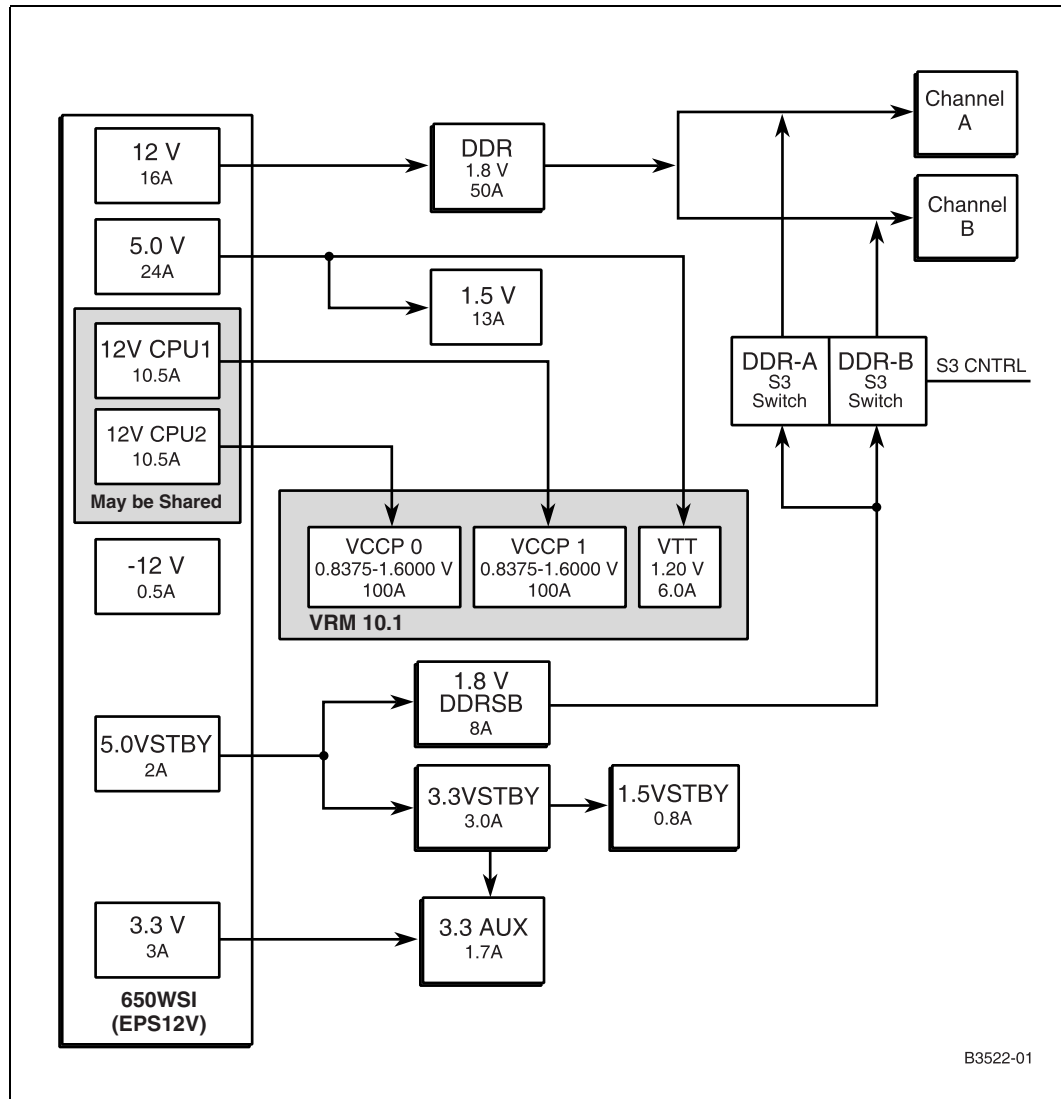 Channel
A
12 V
16A
DDR
1.8 V
50A
Channel
B
5.0 V
24A
1.5 V
13A
12V CPU1
10.5A
DDR-A
S3
Switch
DDR-B
S3
Switch
S3 CNTRL
12V CPU2
10.5A
May be Shared
VCCP 0
0.8375-1.6000 V
100A
VCCP 1
0.8375-1.6000 V
100A
VTT
1.20 V
6.0A
VRM 10.1
-12 V
0.5A
1.8 V
DDRSB
8A
5.0VSTBY
2A
3.3VSTBY
3.0A
1.5VSTBY
0.8A
3.3 V
3A
3.3 AUX
1.7A
650WSI
(EPS12V)
B3522-01